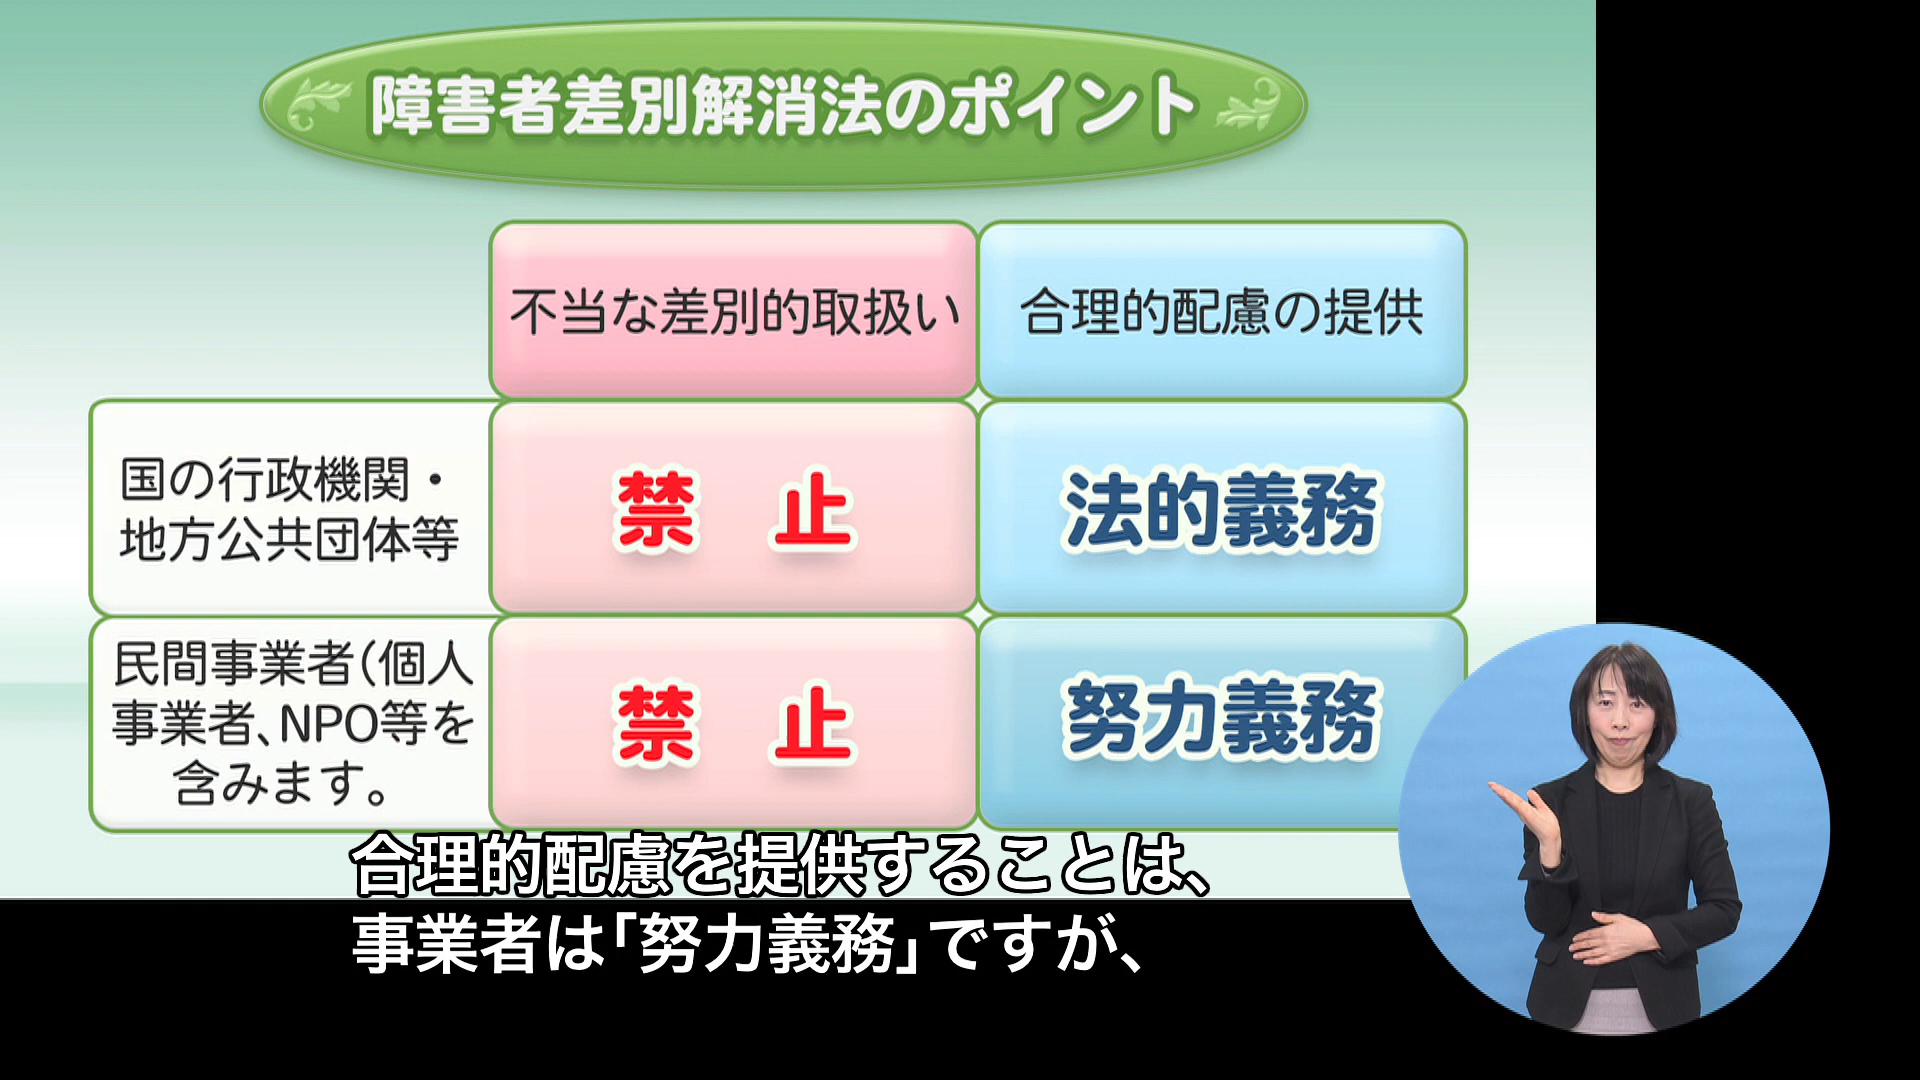 障害者差別解消法のポイント
不当な差別的取扱い
合理的配慮の提供
国の行政機関・
地方公共団体等
禁 止
法的義務
民間事業者(個人
事業者、NPO等を
含みます。
禁 止
努力義務
合理的配慮を提供することは、
事業者は｢努力義務｣ですが、